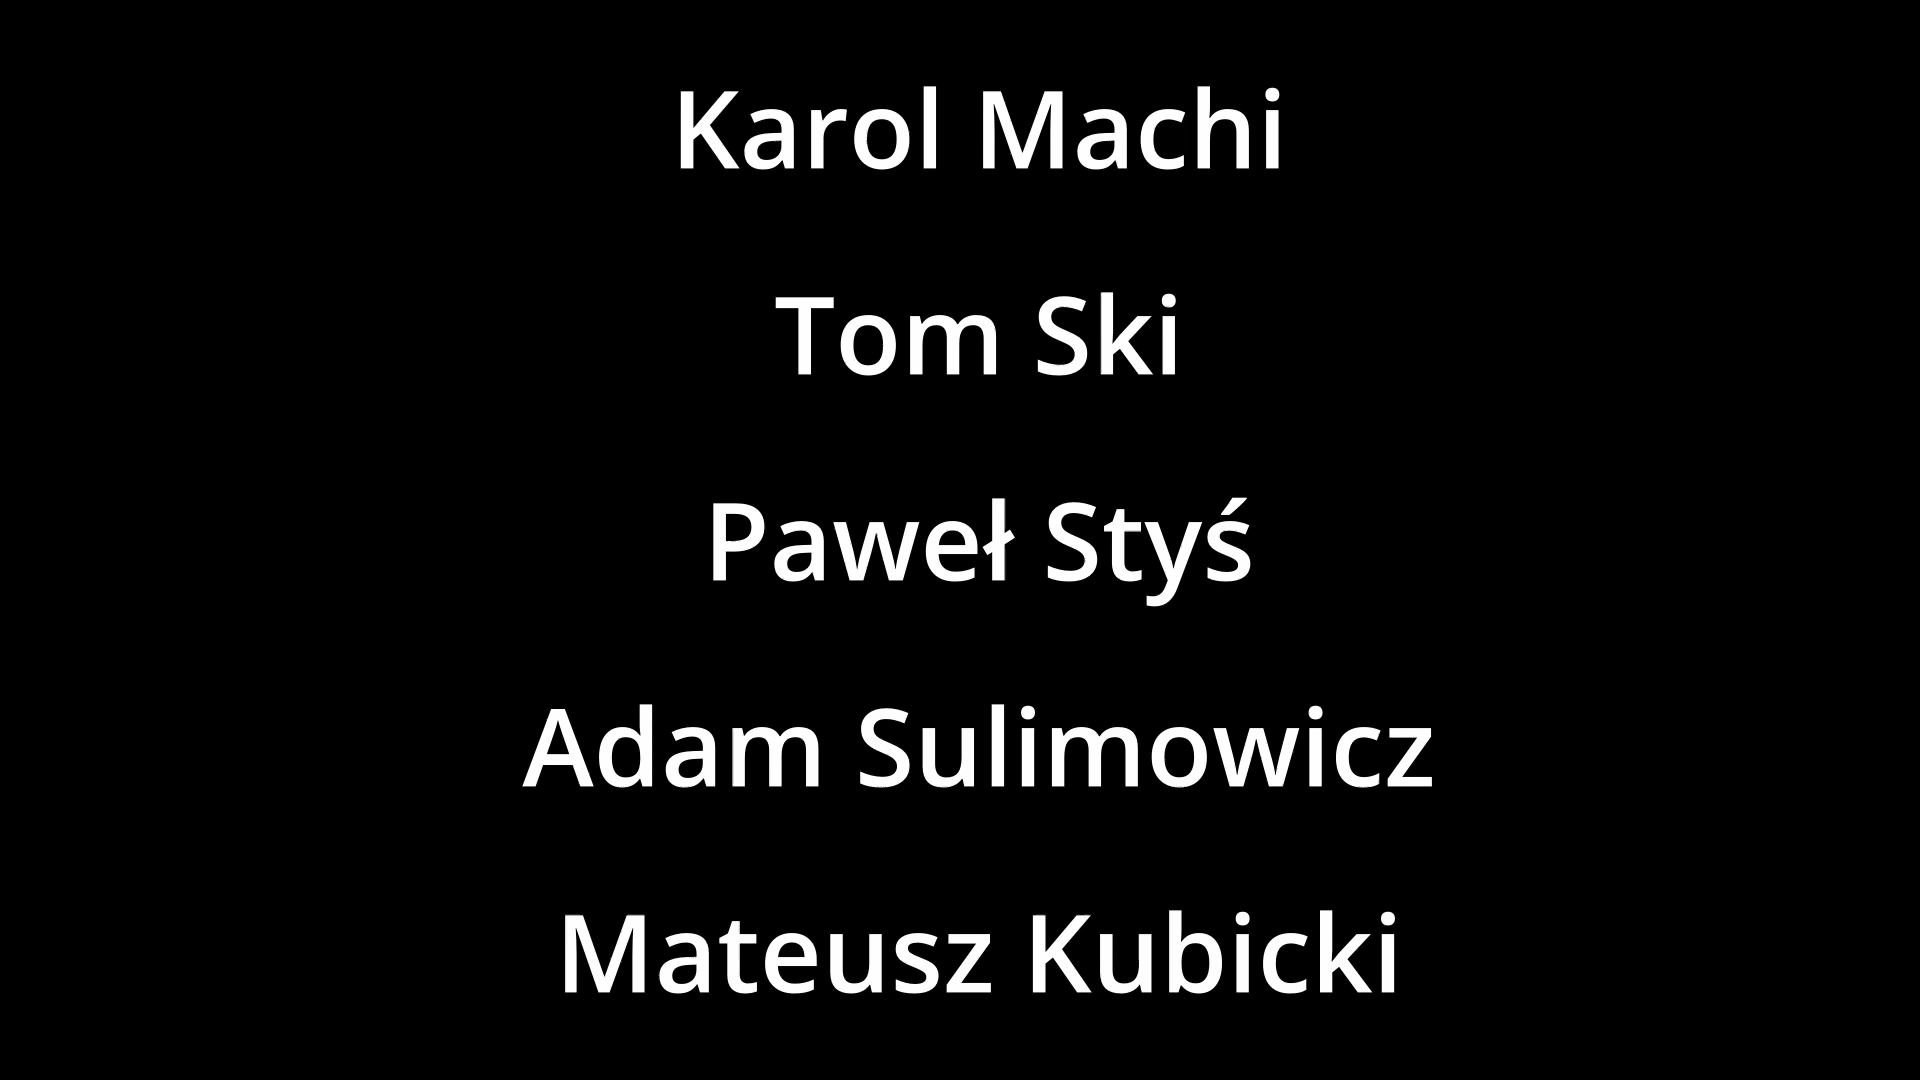 Karol Machi
Tom Ski
Paweł Styś
Adam Sulimowicz
Mateusz Kubicki